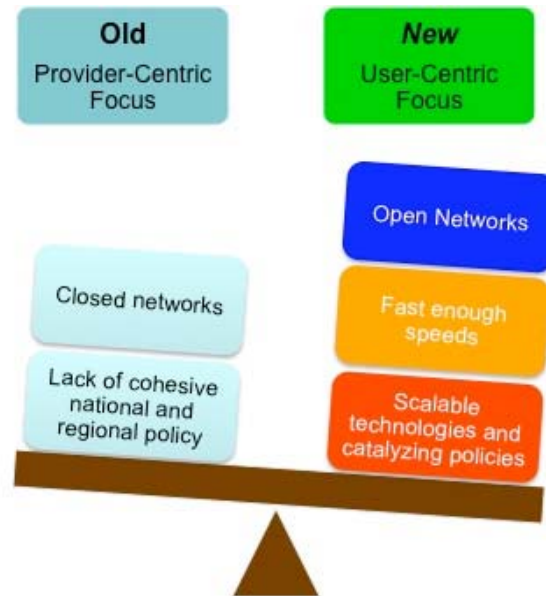 Old
Provider-Centric
Focus
New
User-Centric
Focus
Open Networks
Closed networks
Fast enough
speeds
Lack of cohesive
national and
regional policy
Scalable
technologies and
catalyzing policies